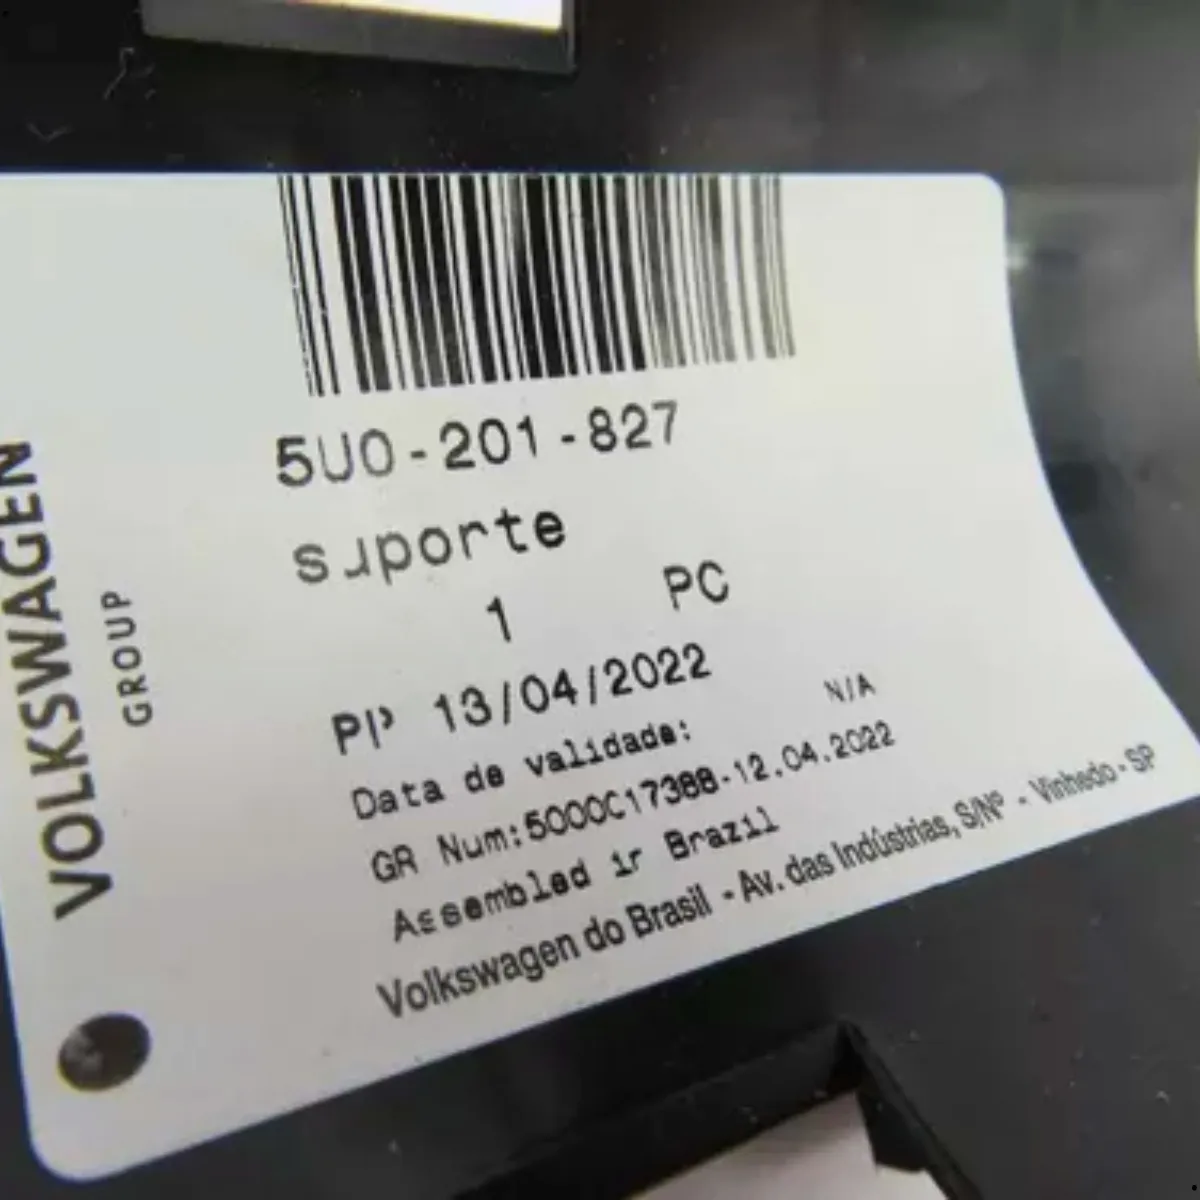 VOLKSWAGEN
GROUP
5U0-201-827
suporte
1 PC
PP 13/04/2022
Data de validade: N/A
GR Num:5000C17388-12.04.2022
Assembled in Brazil
Volkswagen do Brasil - Av. das Indústrias, S/Nº - Vinhedo - SP